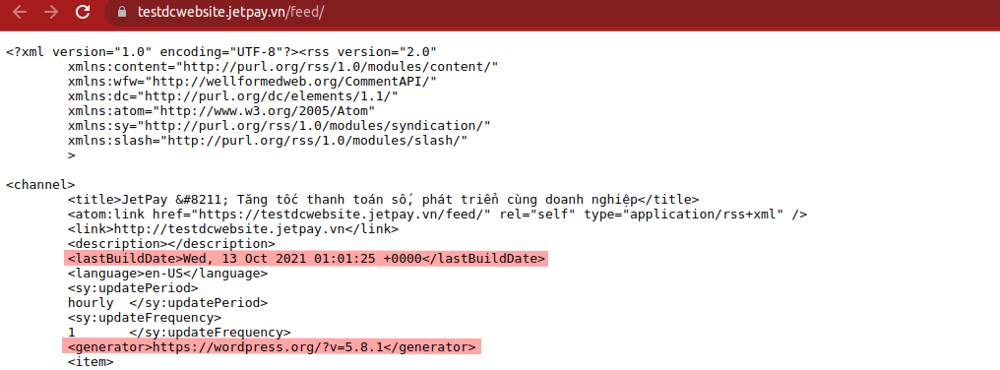 testdcwebsite.jetpay.vn/feed/
<?xml version="1.0" encoding="UTF-8"?><rss version="2.0"
xmlns:content="http://purl.org/rss/1.0/modules/content/"
xmlns:wfw="http://wellformedweb.org/CommentAPI/"
xmlns:dc="http://purl.org/dc/elements/1.1/"
xmlns:atom="http://www.w3.org/2005/Atom"
xmlns:sy="http://purl.org/rss/1.0/modules/syndication/"
xmlns:slash="http://purl.org/rss/1.0/modules/slash/"
>
<channel>
<title>JetPay &#8211; Tăng tốc thanh toán số, phát triển cùng doanh nghiệp</title>
<atom:link href="https://testdcwebsite.jetpay.vn/feed/" rel="self" type="application/rss+xml" />
<link>http://testdcwebsite.jetpay.vn</link>
<description></description>
<lastBuildDate>Wed, 13 Oct 2021 01:01:25 +0000</lastBuildDate>
<language>en-US</language>
<sy:updatePeriod>
hourly </sy:updatePeriod>
<sy:updateFrequency>
1 </sy:updateFrequency>
<generator>https://wordpress.org/?v=5.8.1</generator>
<item>